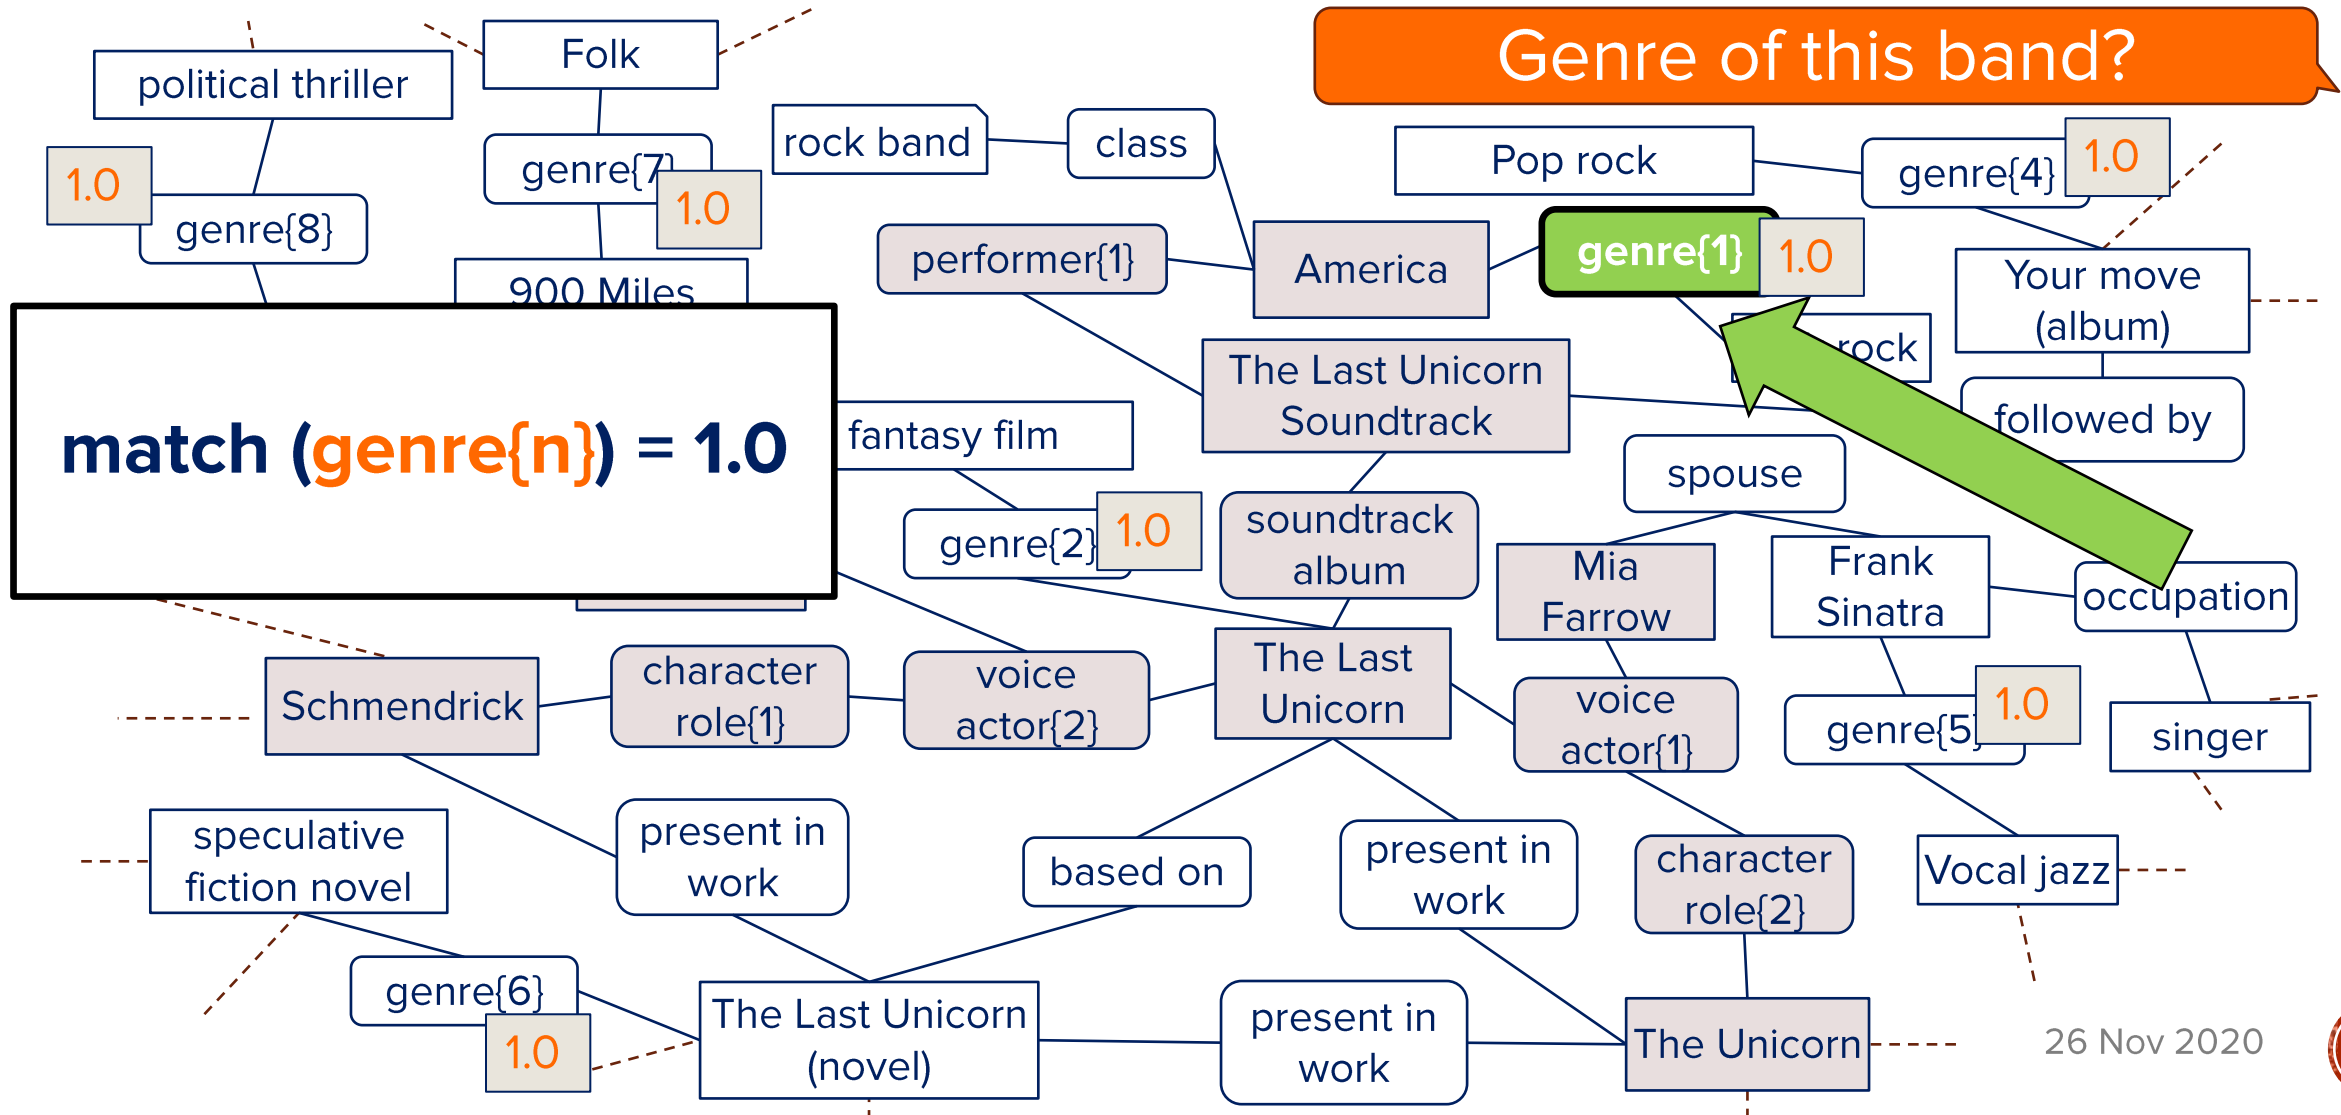 Genre of this band?
political thriller
Folk
rock band
class
Pop rock
genre{4}
1.0
1.0
genre{7
1.0
genre{8}
performer{1}
America
genre{1}
1.0
Your move
(album)
900 Miles
rock
match (genre{n}) = 1.0
The Last Unicorn
Soundtrack
followed by
fantasy film
spouse
genre{2}
1.0
soundtrack
album
Mia
Farrow
Frank
Sinatra
occupation
Schmendrick
character
role{1}
voice
actor{2}
The Last
Unicorn
voice
actor{1}
genre{5
1.0
singer
speculative
fiction novel
present in
work
based on
present in
work
character
role{2}
Vocal jazz
genre{6}
1.0
The Last Unicorn
(novel)
present in
work
The Unicorn
26 Nov 2020